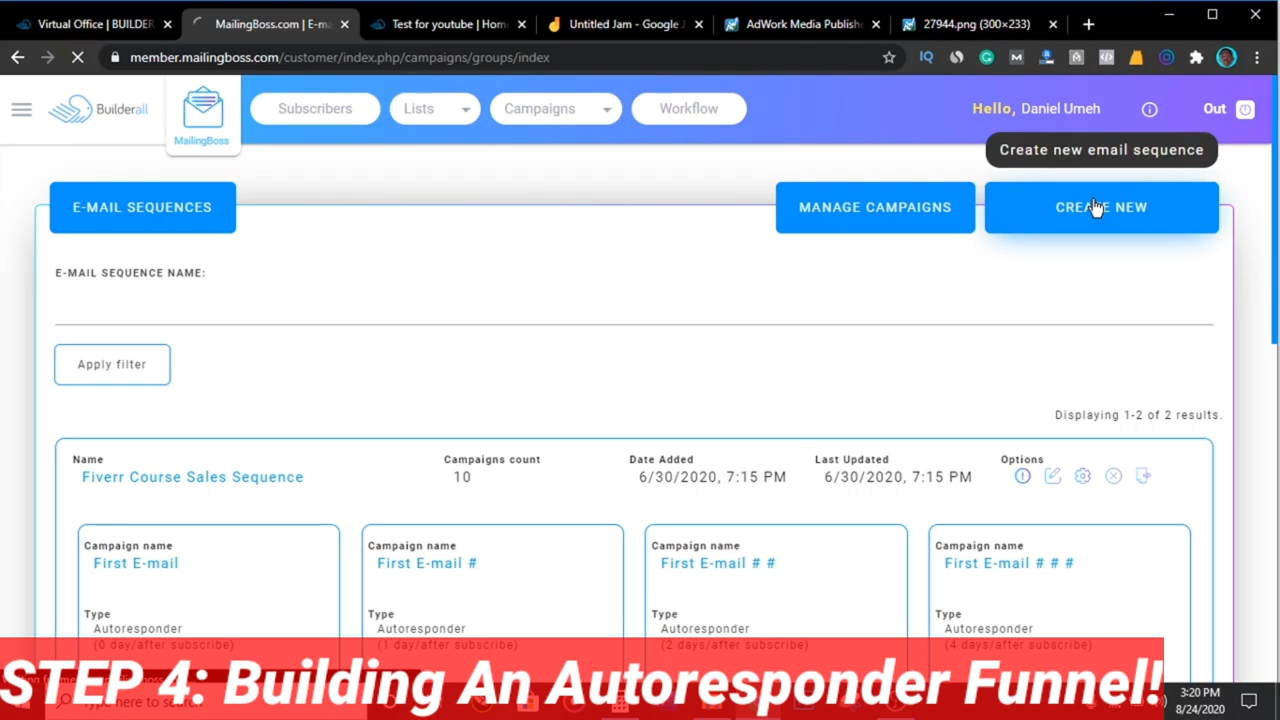 Virtual Office | BUILDER
MailingBoss.com | E-ma
Test for youtube | Hom
Untitled Jam - Google J
AdWork Media Publish
27944.png (300×233)
member.mailingboss.com/customer/index.php/campaigns/groups/index
Builderall
MailingBoss
Subscribers
Lists
Campaigns
Workflow
Hello, Daniel Umeh
Out
Create new email sequence
E-MAIL SEQUENCES
MANAGE CAMPAIGNS
CREATE NEW
E-MAIL SEQUENCE NAME:
Apply filter
Displaying 1-2 of 2 results.
Name
Campaigns count
Date Added
Last Updated
Options
Fiverr Course Sales Sequence
10
6/30/2020, 7:15 PM
6/30/2020, 7:15 PM
Campaign name
Campaign name
Campaign name
Campaign name
First E-mail
First E-mail #
First E-mail # #
First E-mail # # #
Type
Type
Type
Type
Autoresponder
Autoresponder
Autoresponder
Autoresponder
(0 day/after subscribe)
(1 day/after subscribe)
(2 days/after subscribe)
(4 days/after subscribe)
STEP 4: Building An Autoresponder Funnel!
Type here to search
3:20 PM
8/24/2020